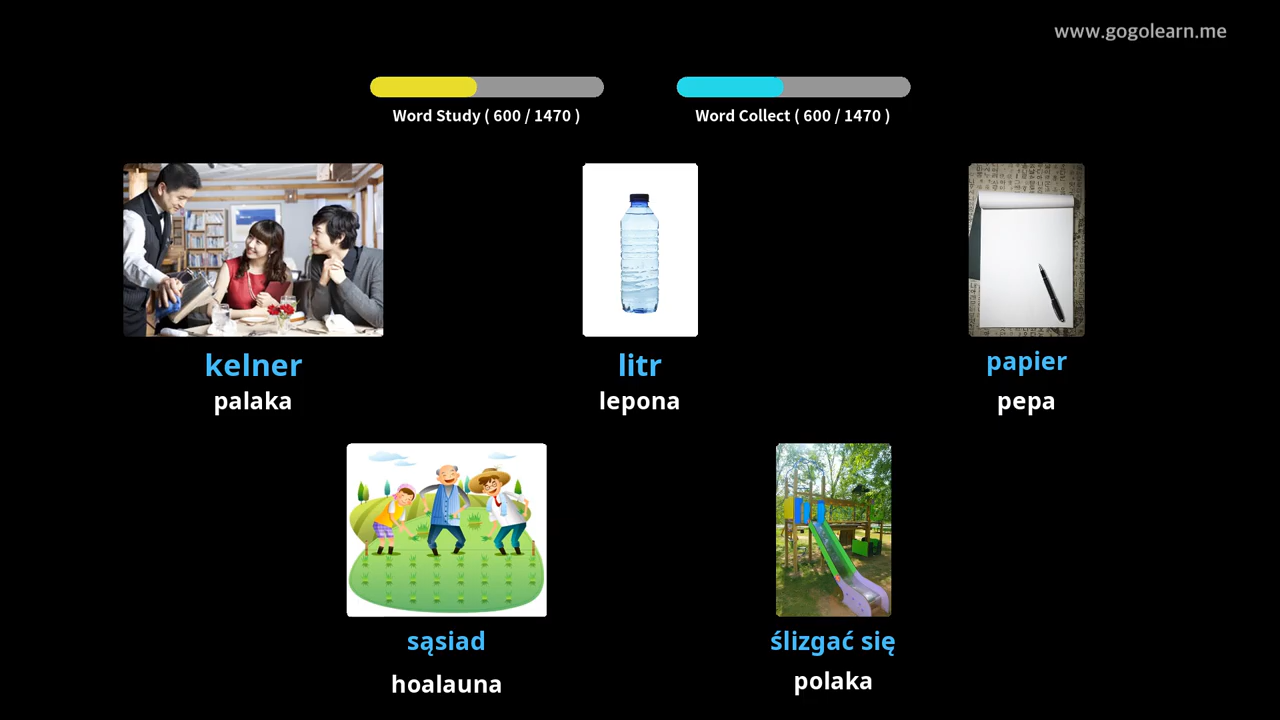 www.gogolearn.me
Word Study ( 600 / 1470 )
Word Collect ( 600 / 1470 )
kelner
palaka
litr
lepona
papier
pepa
sąsiad
hoalauna
ślizgać się
polaka